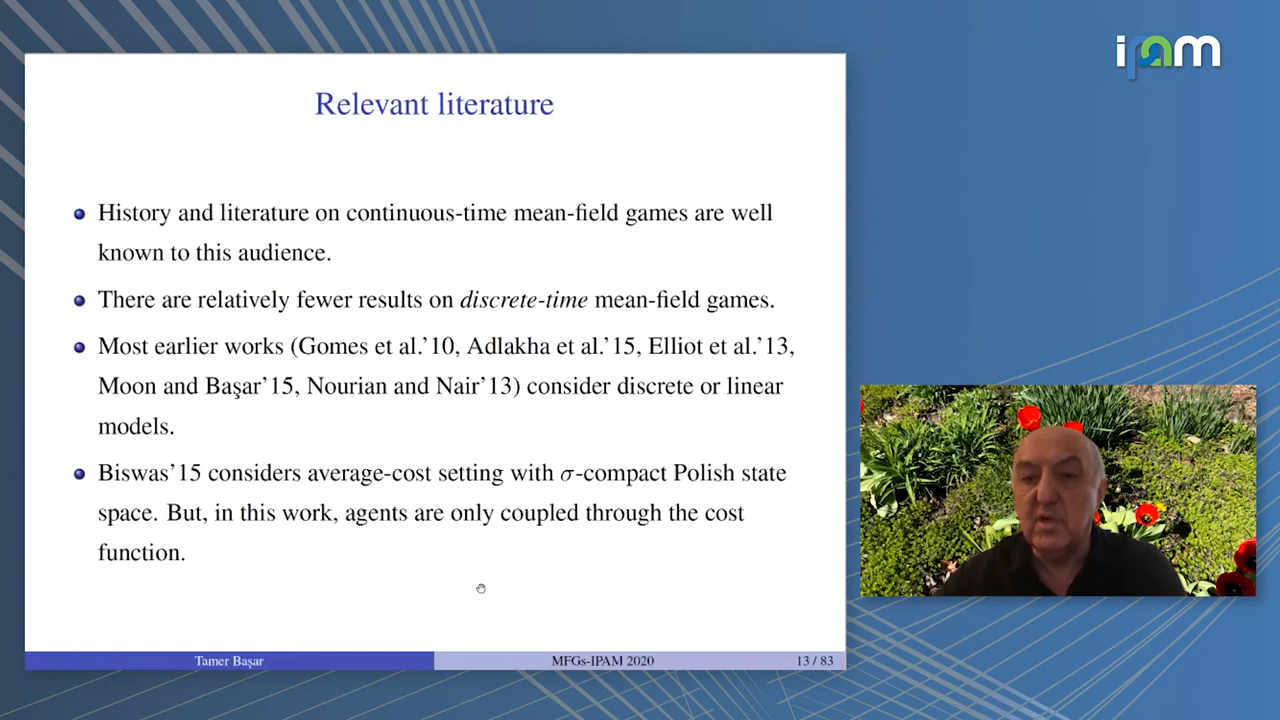 ipam
Relevant literature
History and literature on continuous-time mean-field games are well
known to this audience.
There are relatively fewer results on discrete-time mean-field games.
Most earlier works (Gomes et al.'10, Adlakha et al.'15, Elliot et al.'13,
Moon and Başar'15, Nourian and Nair'13) consider discrete or linear
models.
Biswas'15 considers average-cost setting with σ-compact Polish state
space. But, in this work, agents are only coupled through the cost
function.
Tamer Başar MFGs-IPAM 2020 13 / 83